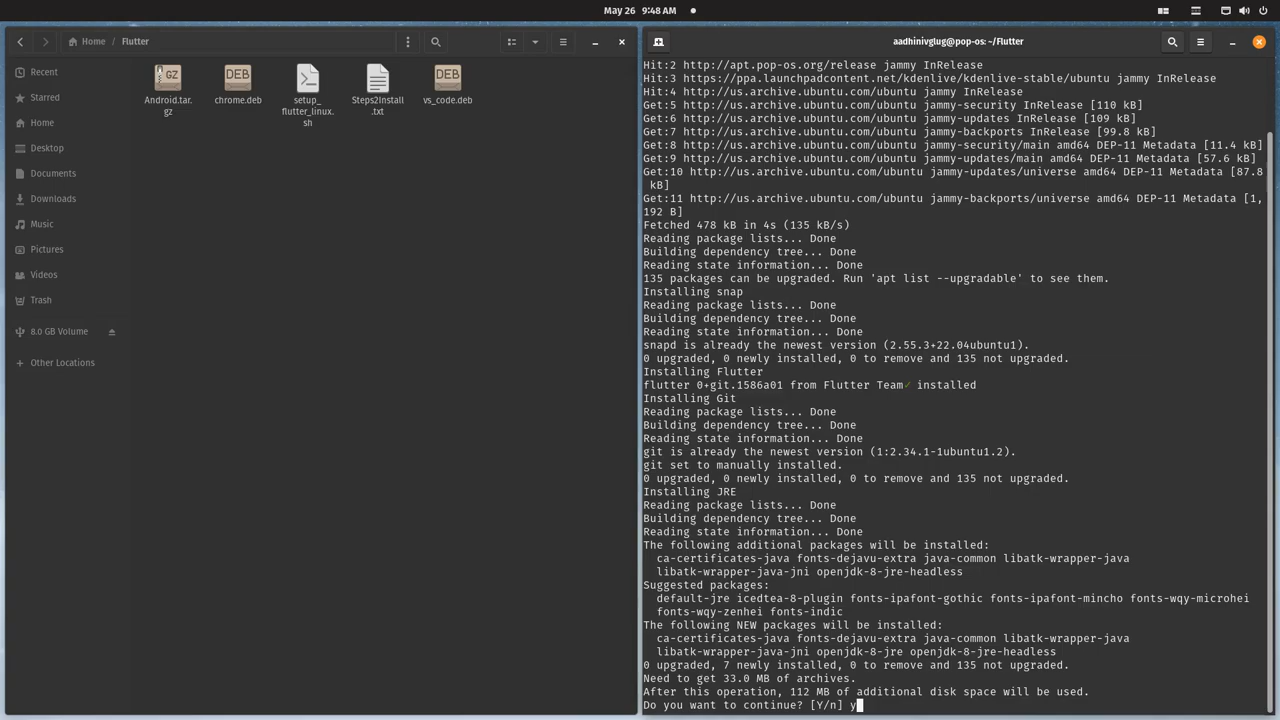 May 26 9:48 AM
Home / Flutter
Recent
Starred
Home
Desktop
Documents
Downloads
Music
Pictures
Videos
Trash
8.0 GB Volume
+ Other Locations
GZ
Android.tar.
gz
DEB
chrome.deb
setup_
flutter_linux.
sh
Steps2Install
.txt
DEB
vs_code.deb
aadhinivglug@pop-os: ~/Flutter
Hit:2 http://apt.pop-os.org/release jammy InRelease
Hit:3 https://ppa.launchpadcontent.net/kdenlive/kdenlive-stable/ubuntu jammy InRelease
Hit:4 http://us.archive.ubuntu.com/ubuntu jammy InRelease
Get:5 http://us.archive.ubuntu.com/ubuntu jammy-security InRelease [110 kB]
Get:6 http://us.archive.ubuntu.com/ubuntu jammy-updates InRelease [109 kB]
Get:7 http://us.archive.ubuntu.com/ubuntu jammy-backports InRelease [99.8 kB]
Get:8 http://us.archive.ubuntu.com/ubuntu jammy-security/main amd64 DEP-11 Metadata [11.4 kB]
Get:9 http://us.archive.ubuntu.com/ubuntu jammy-updates/main amd64 DEP-11 Metadata [57.6 kB]
Get:10 http://us.archive.ubuntu.com/ubuntu jammy-updates/universe amd64 DEP-11 Metadata [87.8
kB]
Get:11 http://us.archive.ubuntu.com/ubuntu jammy-backports/universe amd64 DEP-11 Metadata [1,
192 B]
Fetched 478 kB in 4s (135 kB/s)
Reading package lists... Done
Building dependency tree... Done
Reading state information... Done
135 packages can be upgraded. Run 'apt list --upgradable' to see them.
Installing snap
Reading package lists... Done
Building dependency tree... Done
Reading state information... Done
snapd is already the newest version (2.55.3+22.04ubuntu1).
0 upgraded, 0 newly installed, 0 to remove and 135 not upgraded.
Installing Flutter
flutter 0+git.1586a01 from Flutter Team✓ installed
Installing Git
Reading package lists... Done
Building dependency tree... Done
Reading state information... Done
git is already the newest version (1:2.34.1-1ubuntu1.2).
git set to manually installed.
0 upgraded, 0 newly installed, 0 to remove and 135 not upgraded.
Installing JRE
Reading package lists... Done
Building dependency tree... Done
Reading state information... Done
The following additional packages will be installed:
ca-certificates-java fonts-dejavu-extra java-common libatk-wrapper-java
libatk-wrapper-java-jni openjdk-8-jre-headless
Suggested packages:
default-jre icedtea-8-plugin fonts-ipafont-gothic fonts-ipafont-mincho fonts-wqy-microhei
fonts-wqy-zenhei fonts-indic
The following NEW packages will be installed:
ca-certificates-java fonts-dejavu-extra java-common libatk-wrapper-java
libatk-wrapper-java-jni openjdk-8-jre openjdk-8-jre-headless
0 upgraded, 7 newly installed, 0 to remove and 135 not upgraded.
Need to get 33.0 MB of archives.
After this operation, 112 MB of additional disk space will be used.
Do you want to continue? [Y/n] y